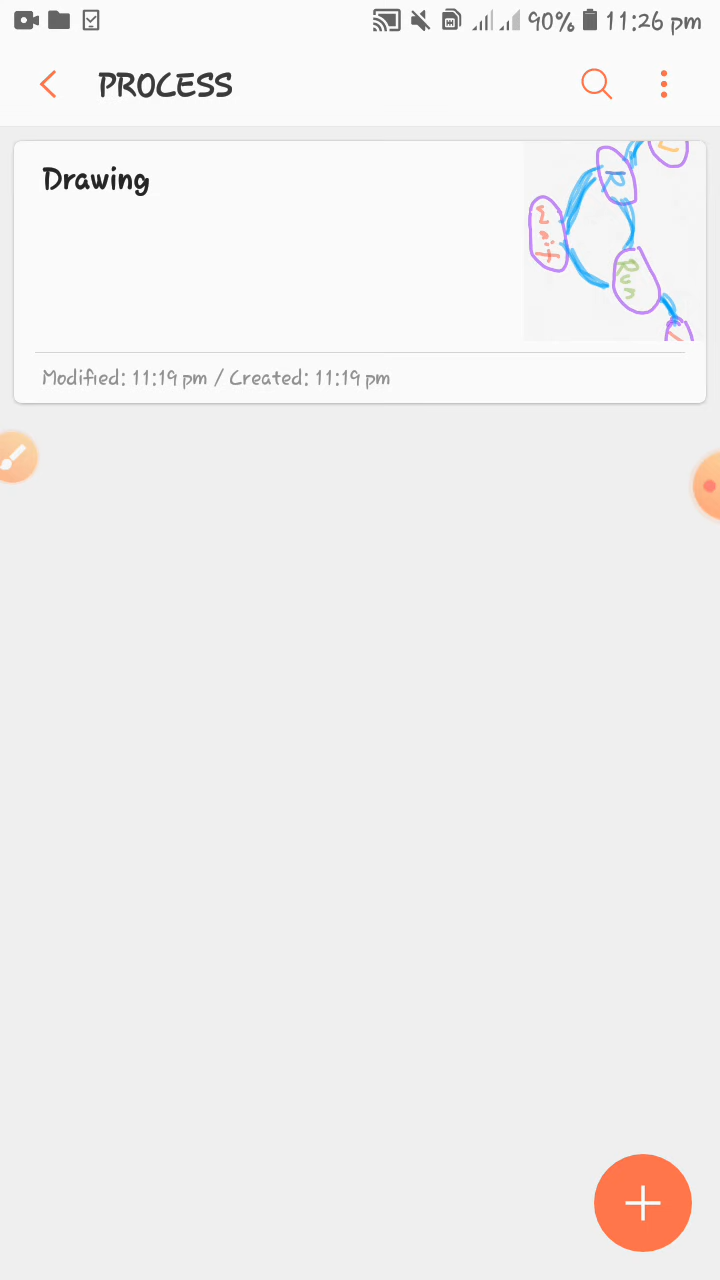 90% 11:26 pm
PROCESS
Drawing
R
Wait
Run
Modified: 11:19 pm / Created: 11:19 pm